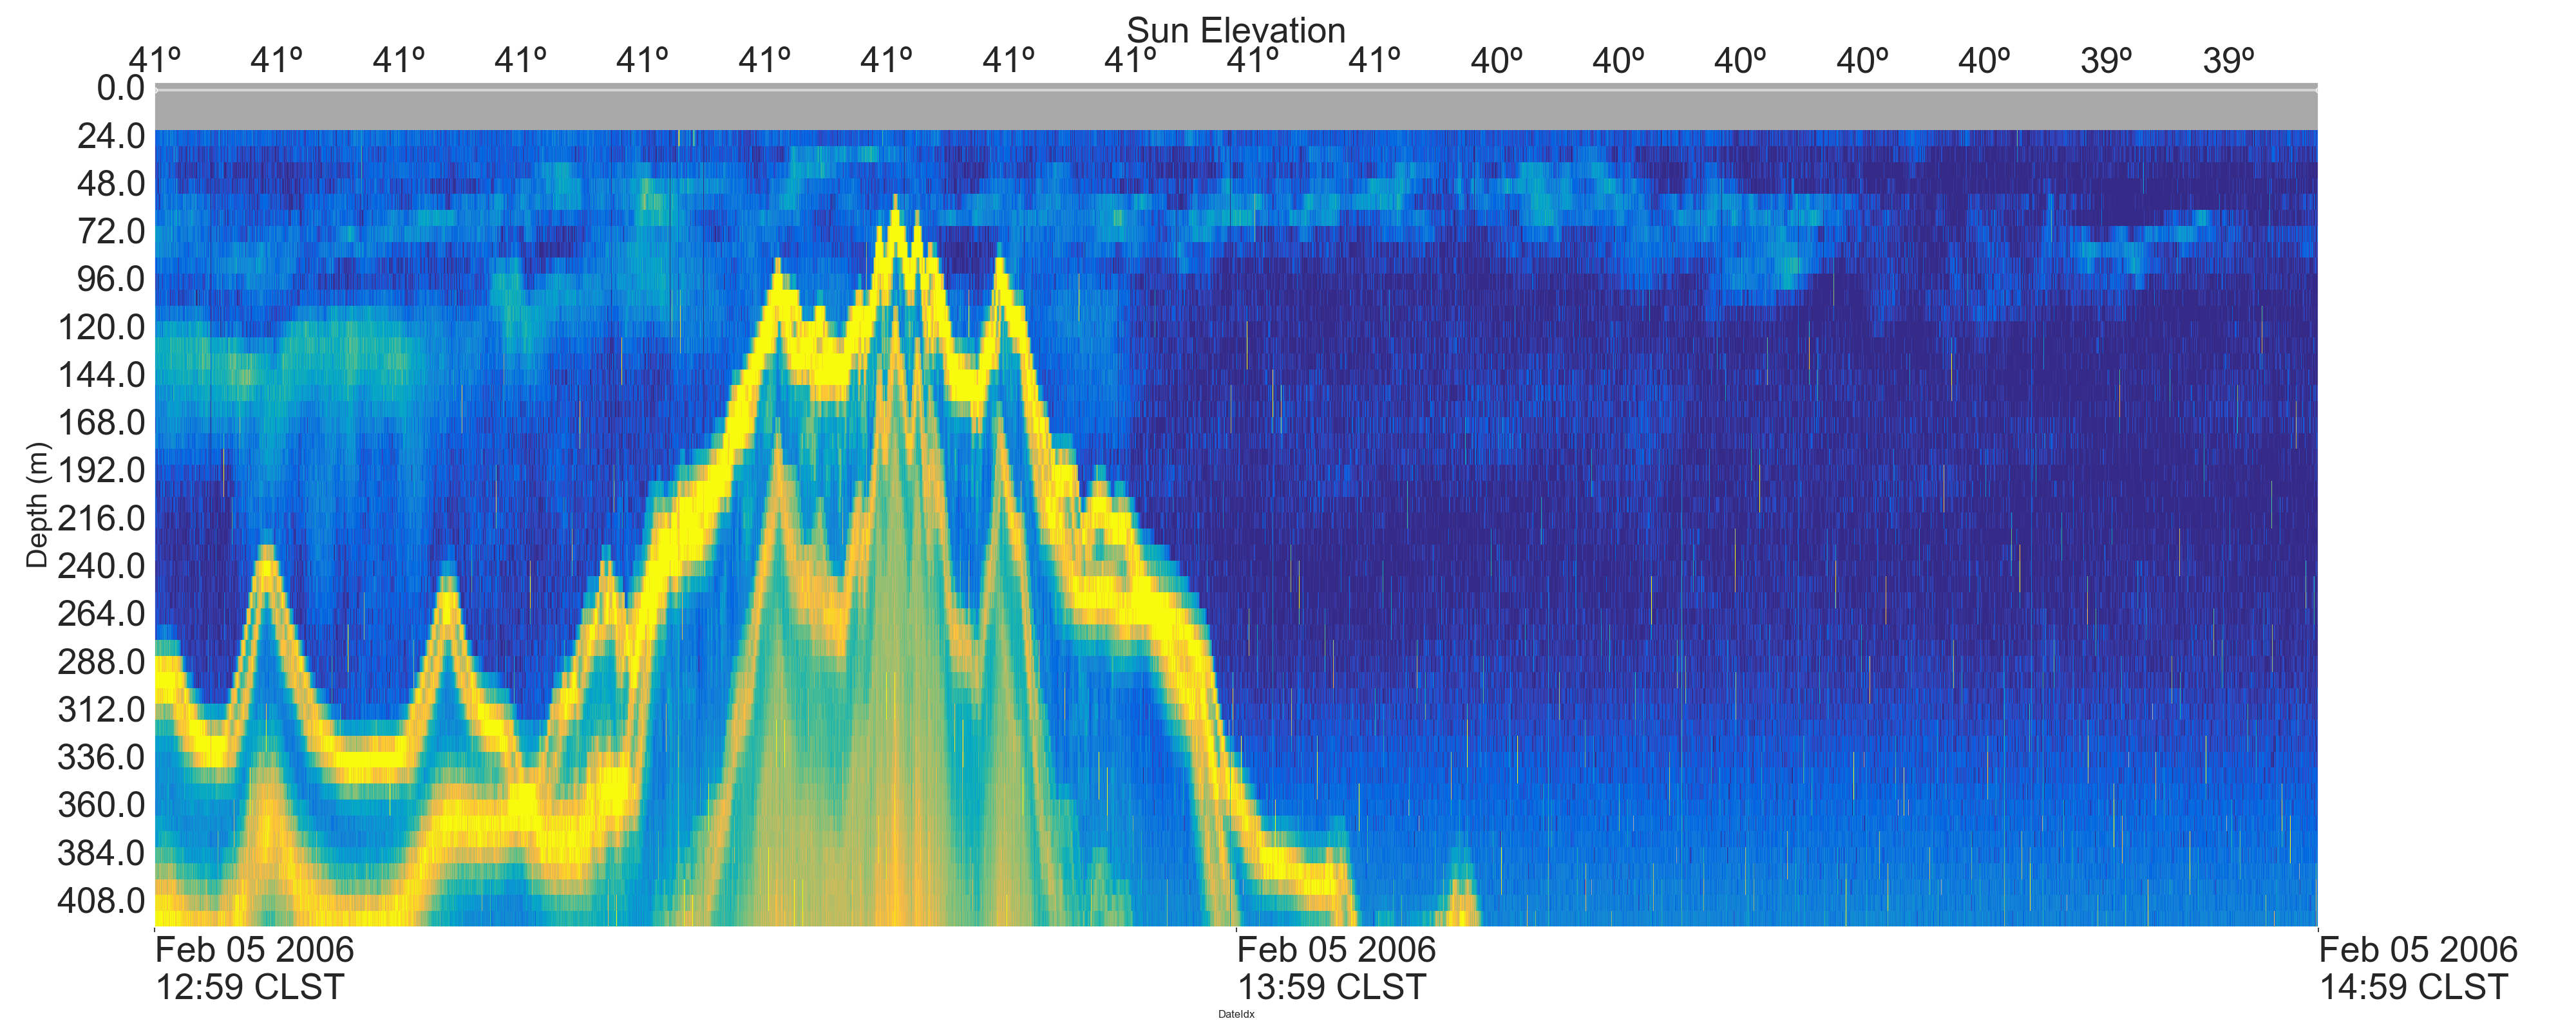 Sun Elevation
41º 41º 41º 41º 41º 41º 41º 41º 41º 41º 41º 40º 40º 40º 40º 40º 39º 39º
0.0
24.0
48.0
72.0
96.0
120.0
144.0
168.0
192.0
216.0
240.0
264.0
288.0
312.0
336.0
360.0
384.0
408.0
Depth (m)
Feb 05 2006
12:59 CLST
Feb 05 2006
13:59 CLST
Feb 05 2006
14:59 CLST
DateIdx